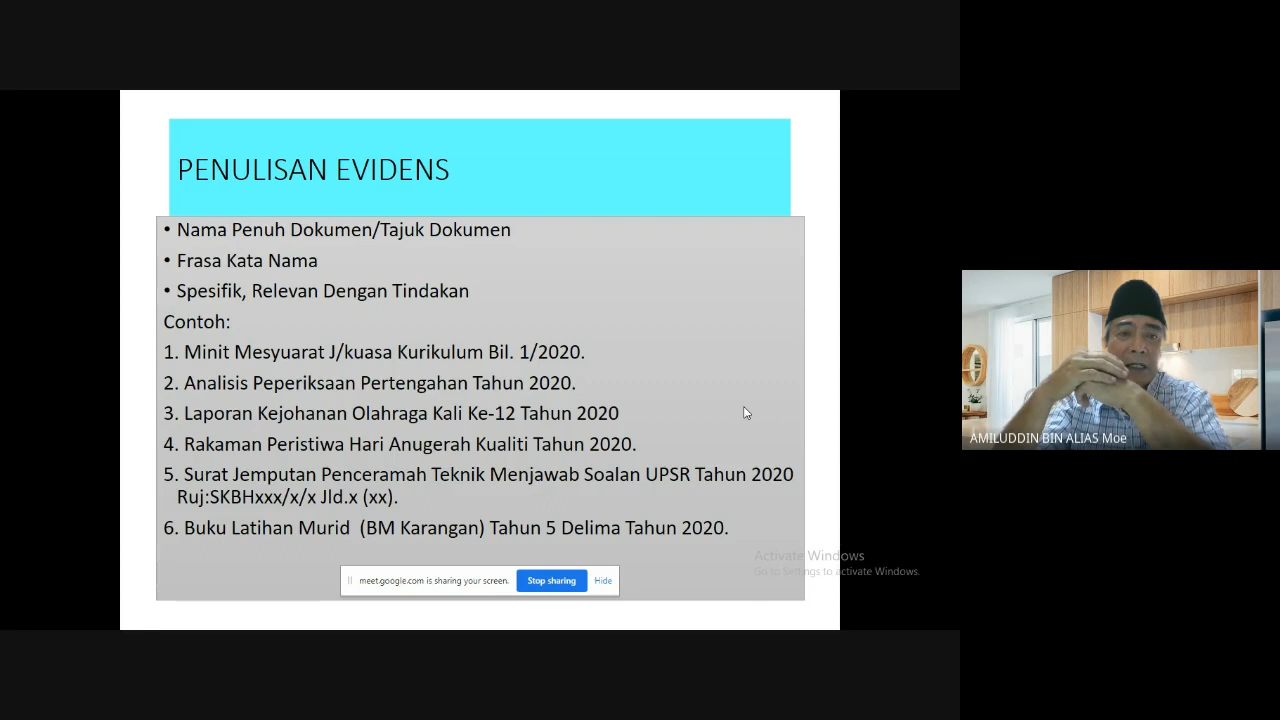 PENULISAN EVIDENS
• Nama Penuh Dokumen/Tajuk Dokumen
• Frasa Kata Nama
• Spesifik, Relevan Dengan Tindakan
Contoh:
1. Minit Mesyuarat J/kuasa Kurikulum Bil. 1/2020.
2. Analisis Peperiksaan Pertengahan Tahun 2020.
3. Laporan Kejohanan Olahraga Kali Ke-12 Tahun 2020
4. Rakaman Peristiwa Hari Anugerah Kualiti Tahun 2020.
5. Surat Jemputan Penceramah Teknik Menjawab Soalan UPSR Tahun 2020
Ruj:SKBHxxx/x/x Jld.x (xx).
6. Buku Latihan Murid (BM Karangan) Tahun 5 Delima Tahun 2020.
meet.google.com is sharing your screen. Stop sharing Hide
Activate Windows
Go to Settings to activate Windows.
AMILUDDIN BIN ALIAS Moe